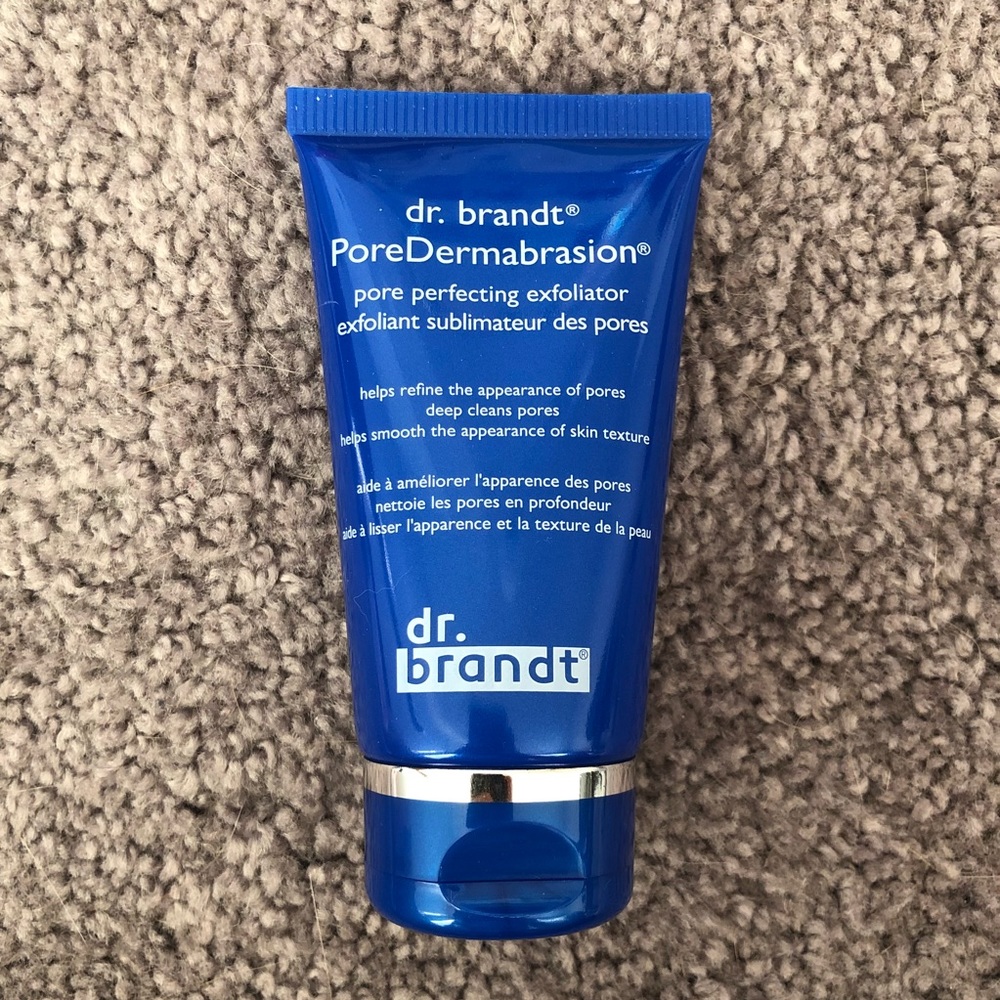 dr. brandt®
PoreDermabrasion®
pore perfecting exfoliator
exfoliant sublimateur des pores
helps refine the appearance of pores
deep cleans pores
helps smooth the appearance of skin texture
aide à améliorer l'apparence des pores
nettoie les pores en profondeur
aide à lisser l'apparence et la texture de la peau
dr.
brandt®